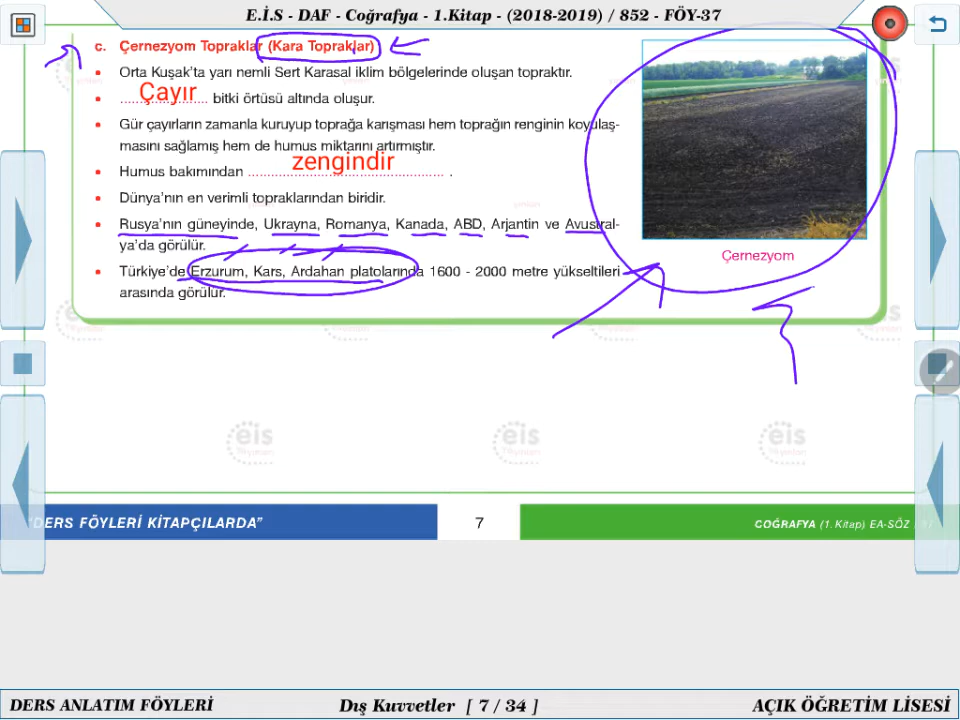 E.İ.S - DAF - Coğrafya - 1.Kitap - (2018-2019) / 852 - FÖY-37
c. Çernezyom Topraklar (Kara Topraklar)
• Orta Kuşak'ta yarı nemli Sert Karasal iklim bölgelerinde oluşan topraktır.
• Çayır bitki örtüsü altında oluşur.
• Gür çayırların zamanla kuruyup toprağa karışması hem toprağın renginin koyulaş-
masını sağlamış hem de humus miktarını artırmıştır.
• Humus bakımından zengindir .
• Dünya'nın en verimli topraklarından biridir.
• Rusya'nın güneyinde, Ukrayna, Romanya, Kanada, ABD, Arjantin ve Avustral-
ya'da görülür.
• Türkiye'de Erzurum, Kars, Ardahan platolarında 1600 - 2000 metre yükseltileri
arasında görülür.
Çernezyom
eis
eis
eis
"DERS FÖYLERİ KİTAPÇILARDA"
7
COĞRAFYA (1. Kitap) EA-SÖZ
DERS ANLATIM FÖYLERİ
Dış Kuvvetler [ 7 / 34 ]
AÇIK ÖĞRETİM LİSESİ